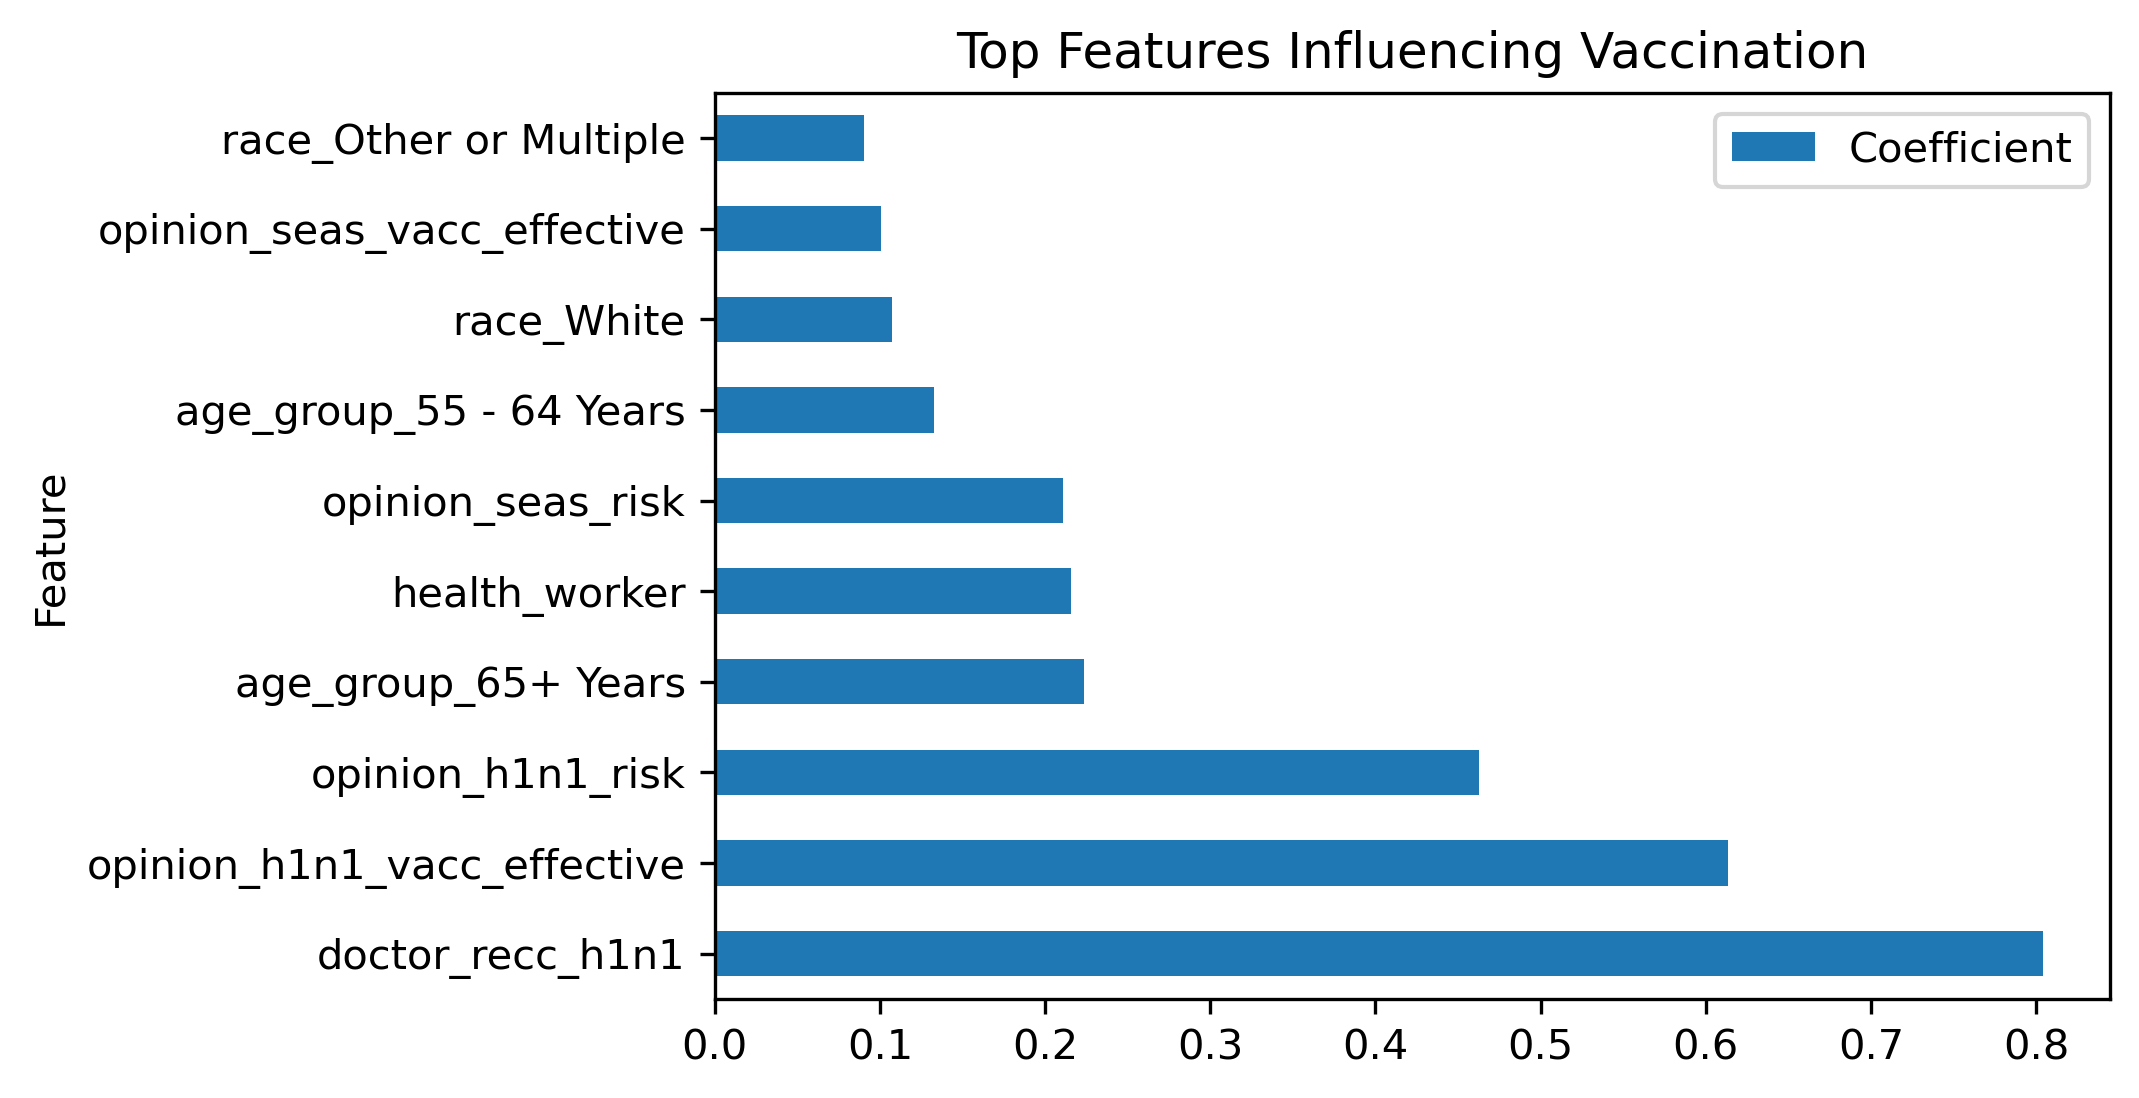 Top Features Influencing Vaccination
Coefficient
Feature
race_Other or Multiple
opinion_seas_vacc_effective
race_White
age_group_55 - 64 Years
opinion_seas_risk
health_worker
age_group_65+ Years
opinion_h1n1_risk
opinion_h1n1_vacc_effective
doctor_recc_h1n1
0.0 0.1 0.2 0.3 0.4 0.5 0.6 0.7 0.8